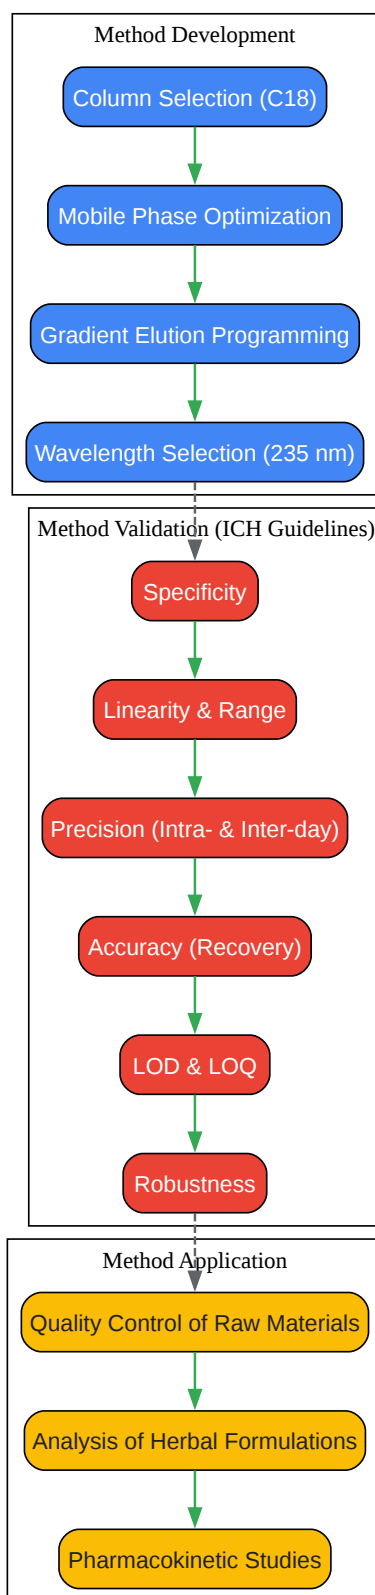 Method Development
Column Selection (C18)
Mobile Phase Optimization
Gradient Elution Programming
Wavelength Selection (235 nm)
Method Validation (ICH Guidelines)
Specificity
Linearity & Range
Precision (Intra- & Inter-day)
Accuracy (Recovery)
LOD & LOQ
Robustness
Method Application
Quality Control of Raw Materials
Analysis of Herbal Formulations
Pharmacokinetic Studies